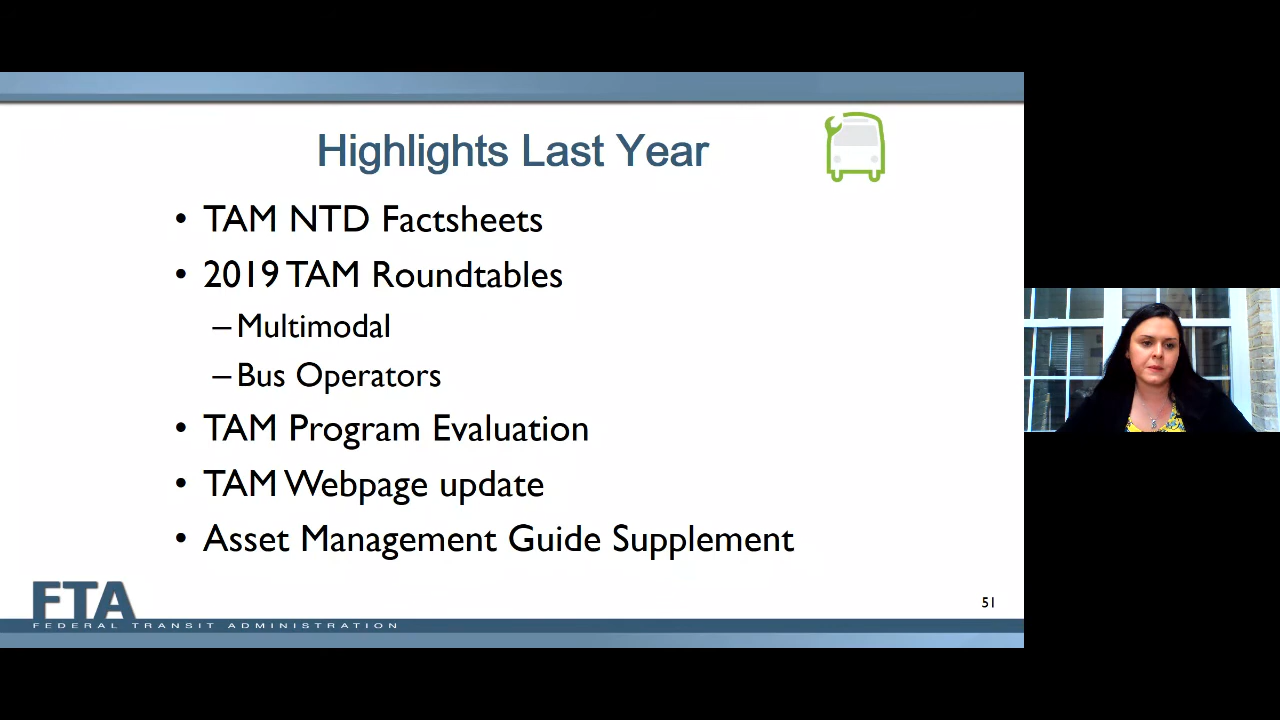 Highlights Last Year
• TAM NTD Factsheets
• 2019 TAM Roundtables
– Multimodal
– Bus Operators
• TAM Program Evaluation
• TAM Webpage update
• Asset Management Guide Supplement
FTA
FEDERAL TRANSIT ADMINISTRATION
51